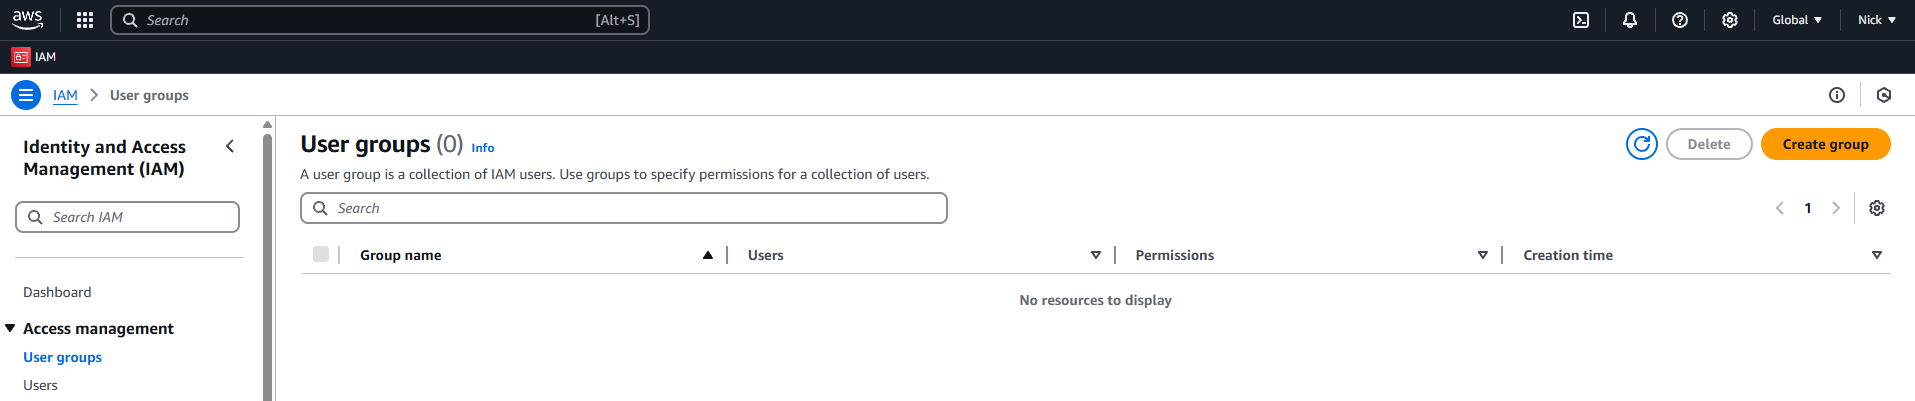 aws Search [Alt+S] Global Nick
IAM
IAM User groups
Identity and Access
Management (IAM)
Search IAM
Dashboard
Access management
User groups
Users
User groups (0) Info
Delete
Create group
A user group is a collection of IAM users. Use groups to specify permissions for a collection of users.
Search
1
Group name Users Permissions Creation time
No resources to display